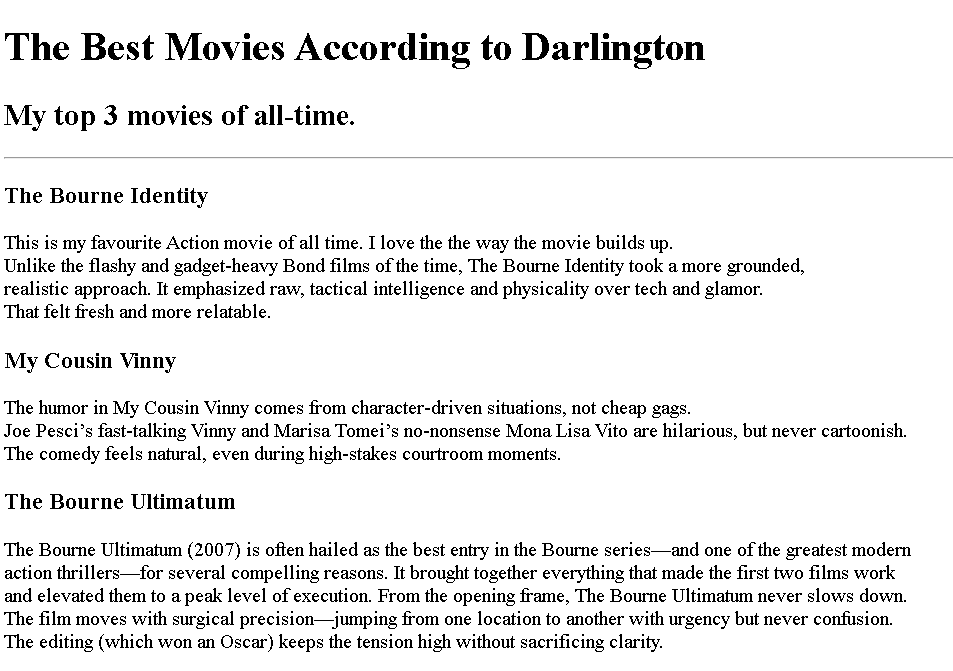 The Best Movies According to Darlington
My top 3 movies of all-time.
The Bourne Identity
This is my favourite Action movie of all time. I love the the way the movie builds up.
Unlike the flashy and gadget-heavy Bond films of the time, The Bourne Identity took a more grounded,
realistic approach. It emphasized raw, tactical intelligence and physicality over tech and glamor.
That felt fresh and more relatable.
My Cousin Vinny
The humor in My Cousin Vinny comes from character-driven situations, not cheap gags.
Joe Pesci’s fast-talking Vinny and Marisa Tomei’s no-nonsense Mona Lisa Vito are hilarious, but never cartoonish.
The comedy feels natural, even during high-stakes courtroom moments.
The Bourne Ultimatum
The Bourne Ultimatum (2007) is often hailed as the best entry in the Bourne series—and one of the greatest modern
action thrillers—for several compelling reasons. It brought together everything that made the first two films work
and elevated them to a peak level of execution. From the opening frame, The Bourne Ultimatum never slows down.
The film moves with surgical precision—jumping from one location to another with urgency but never confusion.
The editing (which won an Oscar) keeps the tension high without sacrificing clarity.